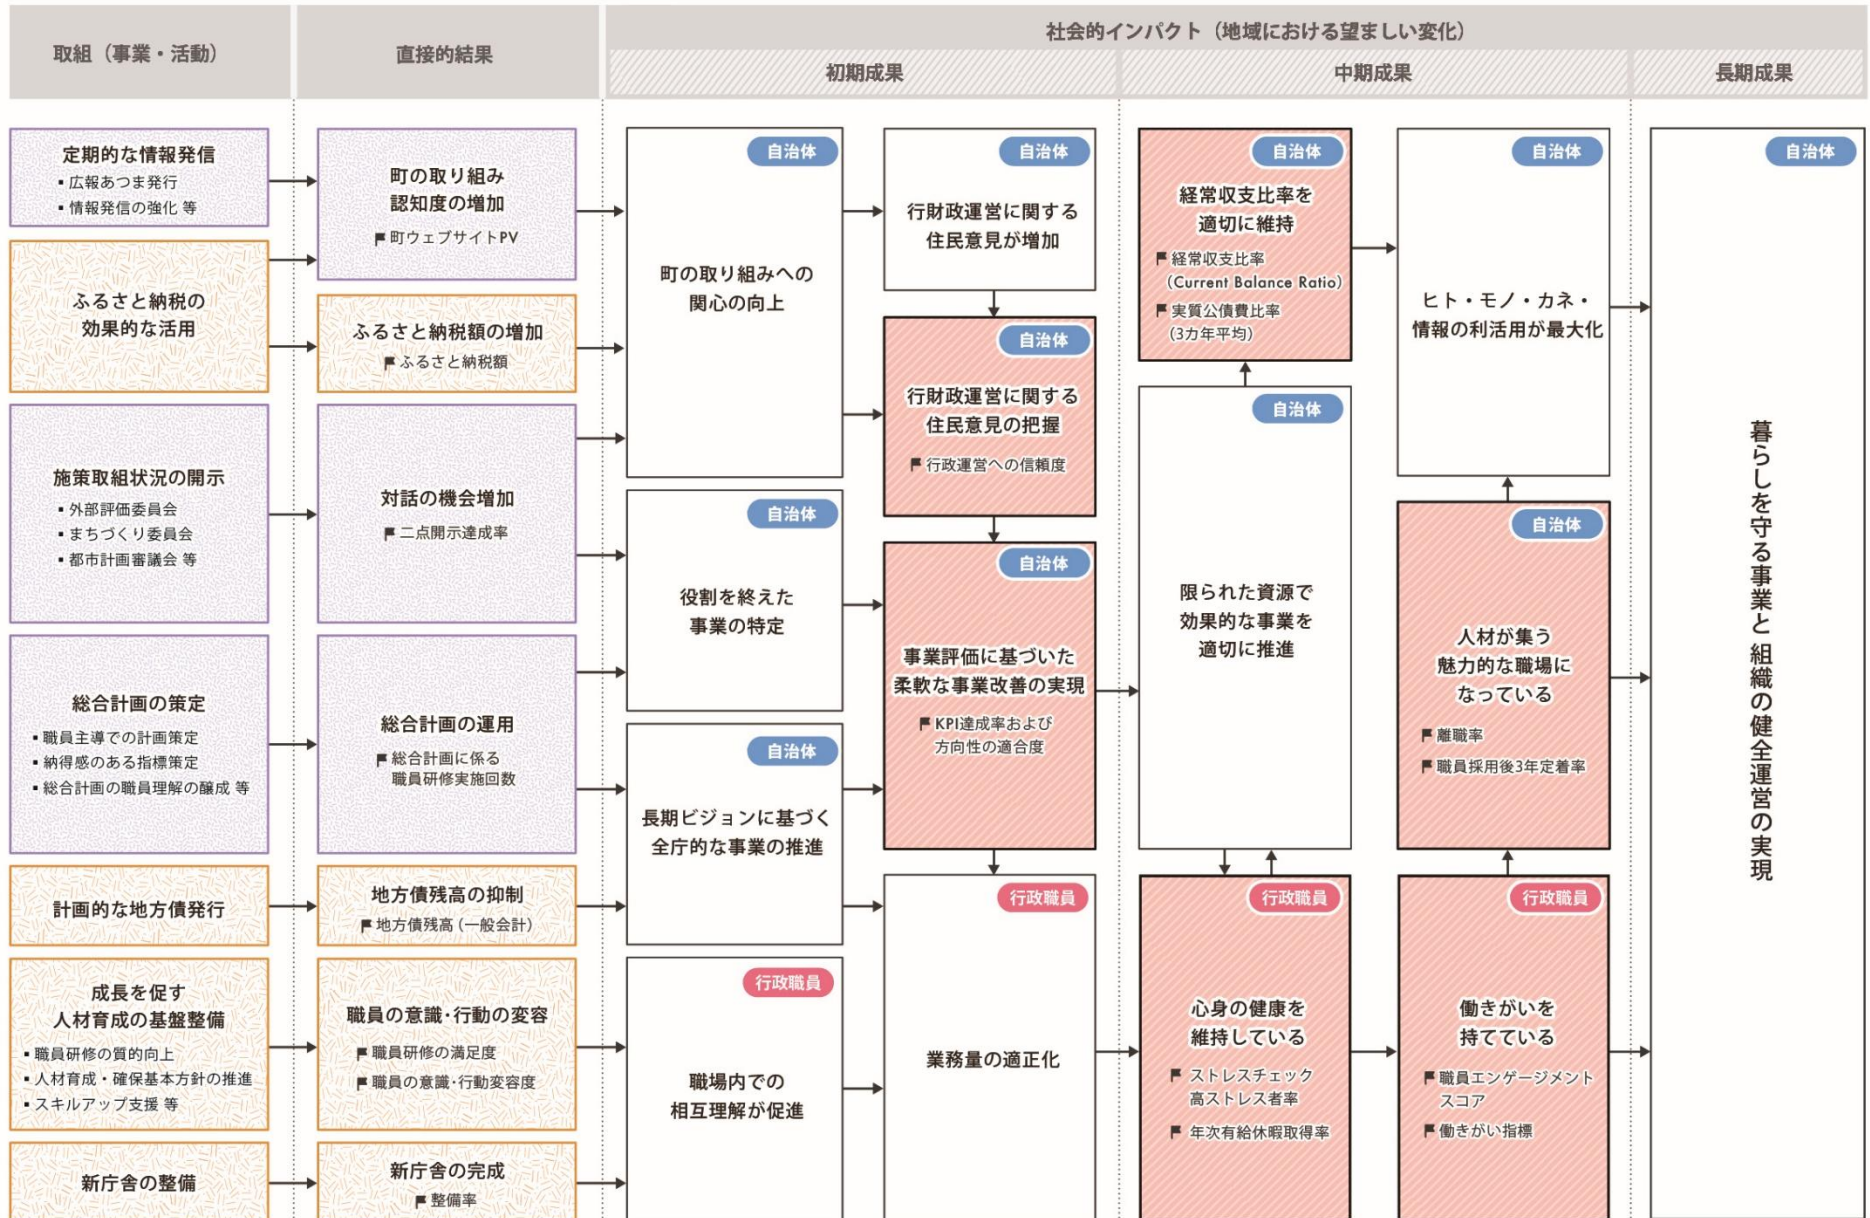 取組（事業・活動）
直接的結果
社会的インパクト（地域における望ましい変化）
初期成果
中期成果
長期成果
定期的な情報発信
▪ 広報あつま発行
▪ 情報発信の強化 等
ふるさと納税の
効果的な活用
施策取組状況の開示
▪ 外部評価委員会
▪ まちづくり委員会
▪ 都市計画審議会 等
総合計画の策定
▪ 職員主導での計画策定
▪ 納得感のある指標策定
▪ 総合計画の職員理解の醸成 等
計画的な地方債発行
成長を促す
人材育成の基盤整備
▪ 職員研修の質的向上
▪ 人材育成・確保基本方針の推進
▪ スキルアップ支援 等
新庁舎の整備
町の取り組み
認知度の増加
町ウェブサイトPV
ふるさと納税額の増加
ふるさと納税額
対話の機会増加
二点開示達成率
総合計画の運用
総合計画に係る
職員研修実施回数
地方債残高の抑制
地方債残高（一般会計）
職員の意識・行動の変容
職員研修の満足度
職員の意識・行動変容度
新庁舎の完成
整備率
自治体
町の取り組みへの
関心の向上
自治体
役割を終えた
事業の特定
自治体
長期ビジョンに基づく
全庁的な事業の推進
行政職員
職場内での
相互理解が促進
自治体
行財政運営に関する
住民意見が増加
自治体
行財政運営に関する
住民意見の把握
行政運営への信頼度
自治体
事業評価に基づいた
柔軟な事業改善の実現
KPI達成率および
方向性の適合度
行政職員
業務量の適正化
自治体
経常収支比率を
適切に維持
経常収支比率
（Current Balance Ratio）
実質公債費比率
（3カ年平均）
自治体
限られた資源で
効果的な事業を
適切に推進
行政職員
心身の健康を
維持している
ストレスチェック
高ストレス者率
年次有給休暇取得率
自治体
ヒト・モノ・カネ・
情報の利活用が最大化
自治体
人材が集う
魅力的な職場に
なっている
離職率
職員採用後3年定着率
行政職員
働きがいを
持てている
職員エンゲージメント
スコア
働きがい指標
自治体
暮らしを守る事業と組織の健全運営の実現